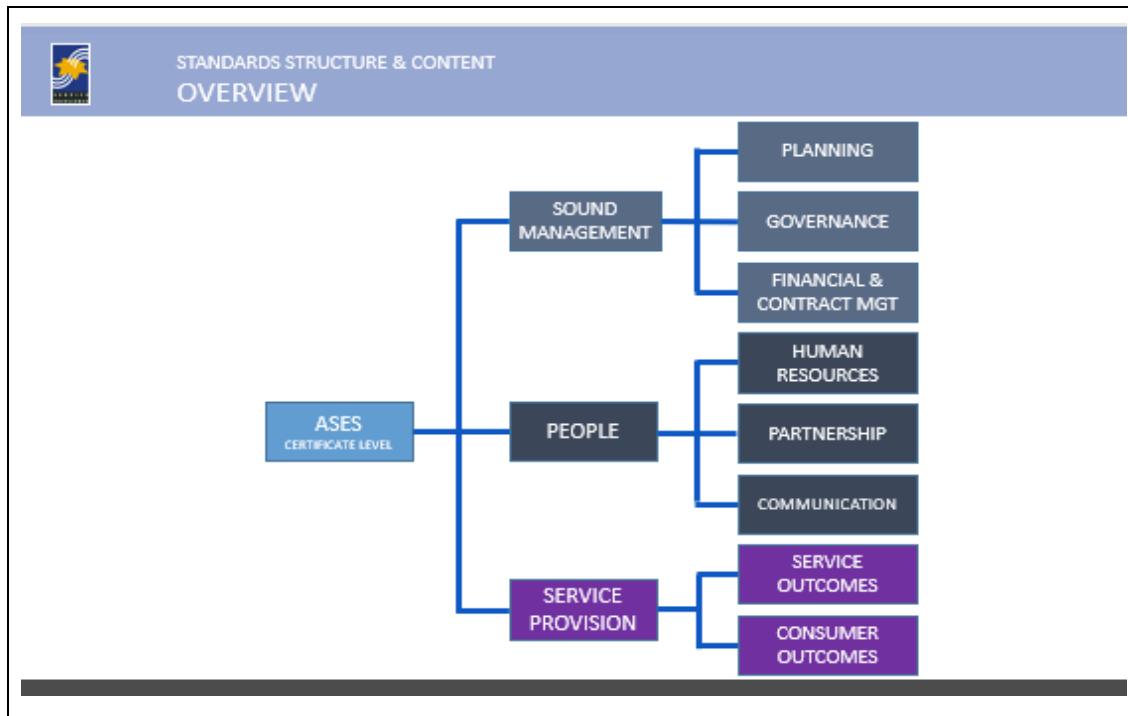 STANDARDS STRUCTURE & CONTENT
OVERVIEW
PLANNING
SOUND
MANAGEMENT
GOVERNANCE
FINANCIAL &
CONTRACT MGT
HUMAN
RESOURCES
ASES
CERTIFICATE LEVEL
PEOPLE
PARTNERSHIP
COMMUNICATION
SERVICE
OUTCOMES
SERVICE
PROVISION
CONSUMER
OUTCOMES